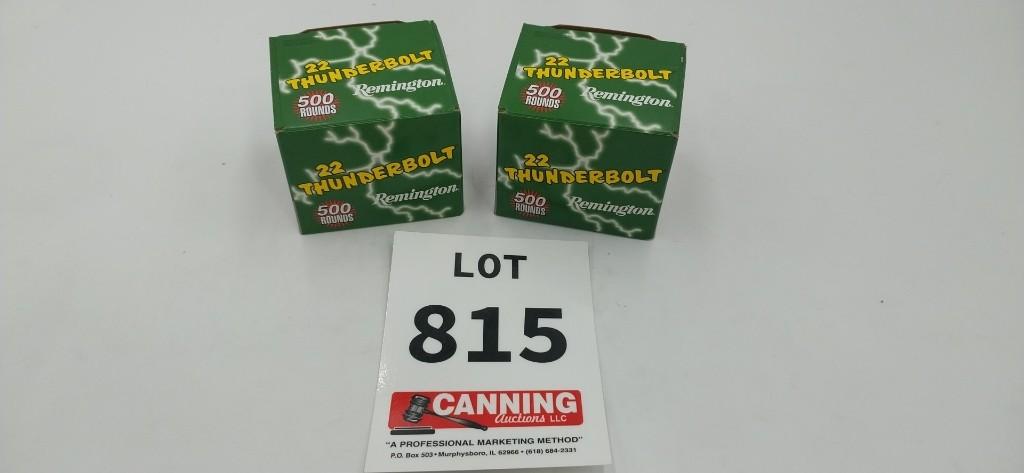 22
THUNDERBOLT
500
ROUNDS
Remington
22
THUNDERBOLT
500
ROUNDS
Remington
22
THUNDERBOLT
500
ROUNDS
Remington
22
THUNDERBOLT
500
ROUNDS
Remington
LOT
815
CANNING
Auctions LLC
"A PROFESSIONAL MARKETING METHOD"
P.O. Box 503 • Murphysboro, IL 62966 • (618) 684-2331